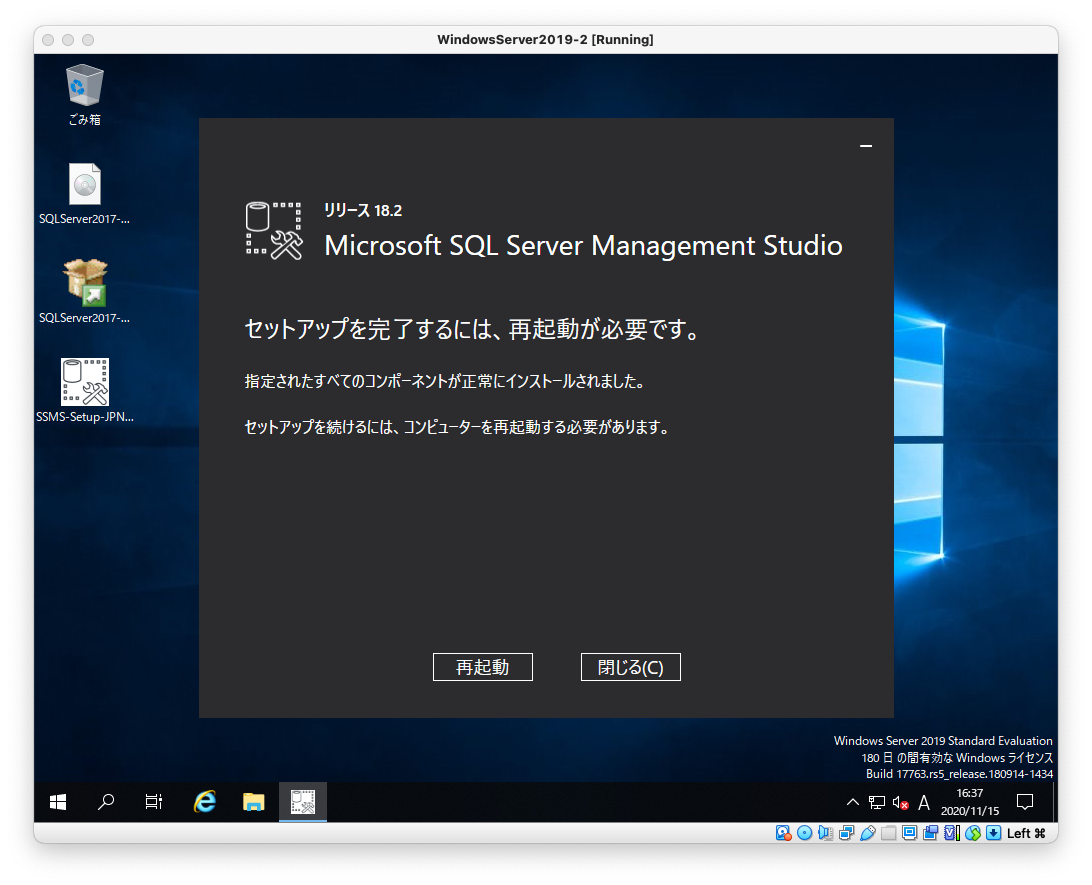 WindowsServer2019-2 [Running]
ごみ箱
SQLServer2017-...
SQLServer2017-...
SSMS-Setup-JPN...
リリース 18.2
Microsoft SQL Server Management Studio
セットアップを完了するには、再起動が必要です。
指定されたすべてのコンポーネントが正常にインストールされました。
セットアップを続けるには、コンピューターを再起動する必要があります。
再起動
閉じる(C)
Windows Server 2019 Standard Evaluation
180 日 の間有効な Windows ライセンス
Build 17763.rs5_release.180914-1434
A
16:37
2020/11/15
Left ⌘